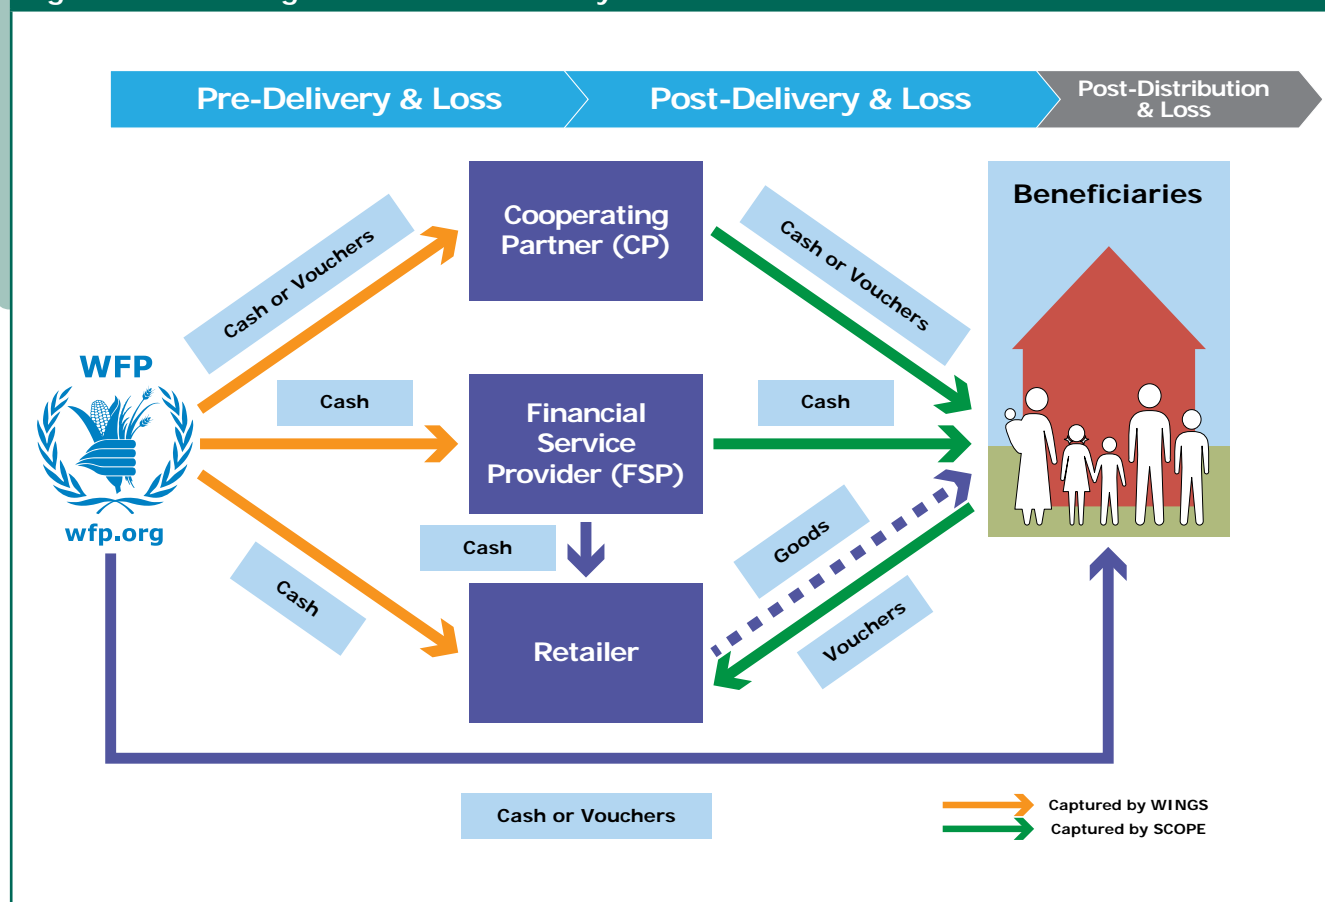 Pre-Delivery & Loss
Post-Delivery & Loss
Post-Distribution
& Loss
Cooperating
Partner (CP)
Beneficiaries
Cash or Vouchers
Cash or Vouchers
WFP
wfp.org
Cash
Financial
Service
Provider (FSP)
Cash
Cash
Cash
Goods
Vouchers
Retailer
Cash or Vouchers
Captured by WINGS
Captured by SCOPE